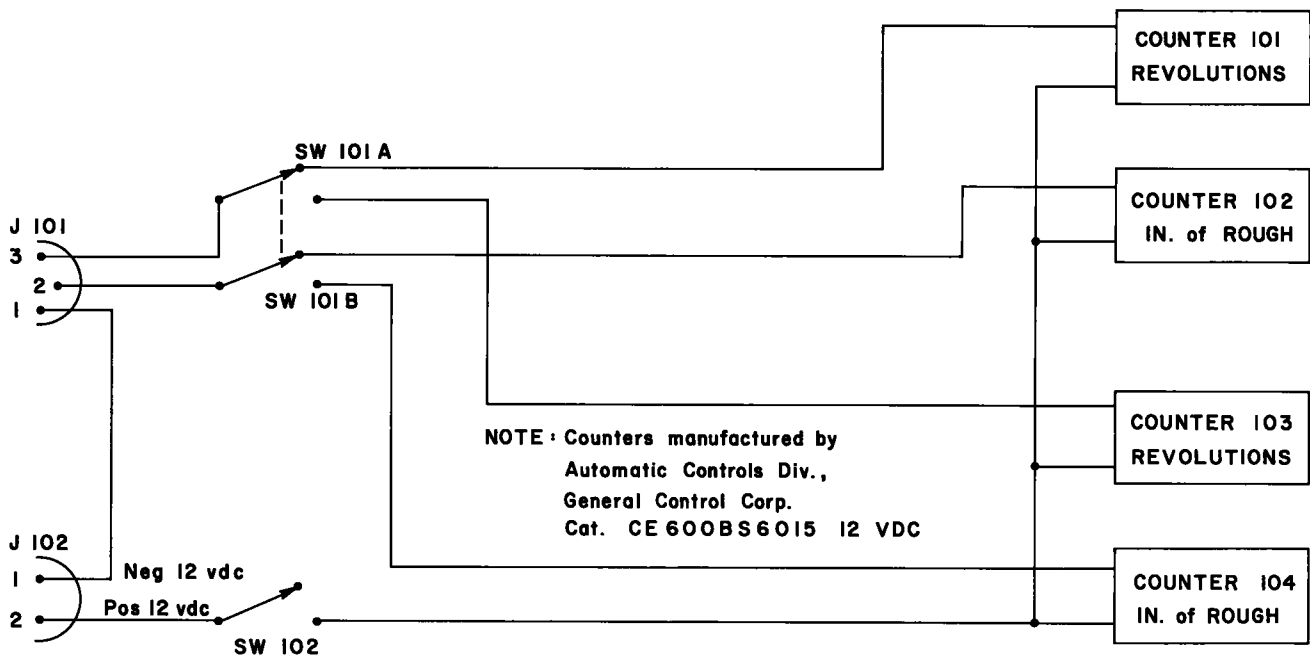 COUNTER 101
REVOLUTIONS
SW 101A
COUNTER 102
IN. of ROUGH
J 101
3
2
1
SW 101B
COUNTER 103
REVOLUTIONS
NOTE: Counters manufactured by
Automatic Controls Div.,
General Control Corp.
Cat. CE600BS6015 12 VDC
J 102
1 Neg 12 vdc
2 Pos 12 vdc
SW 102
COUNTER 104
IN. of ROUGH